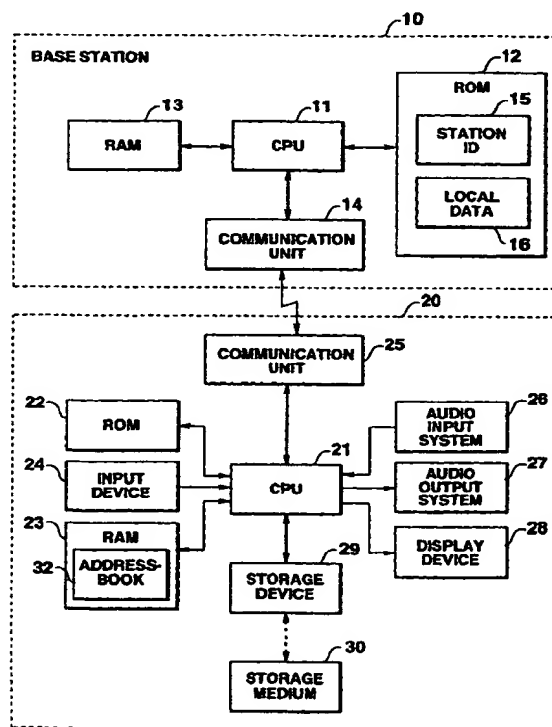 10
BASE STATION
12
ROM
13
RAM
11
CPU
15
STATION
ID
LOCAL
DATA
16
14
COMMUNICATION
UNIT
20
COMMUNICATION
UNIT
25
22
ROM
21
CPU
26
AUDIO
INPUT
SYSTEM
24
INPUT
DEVICE
27
AUDIO
OUTPUT
SYSTEM
23
RAM
32
ADDRESS-
BOOK
28
DISPLAY
DEVICE
29
STORAGE
DEVICE
30
STORAGE
MEDIUM